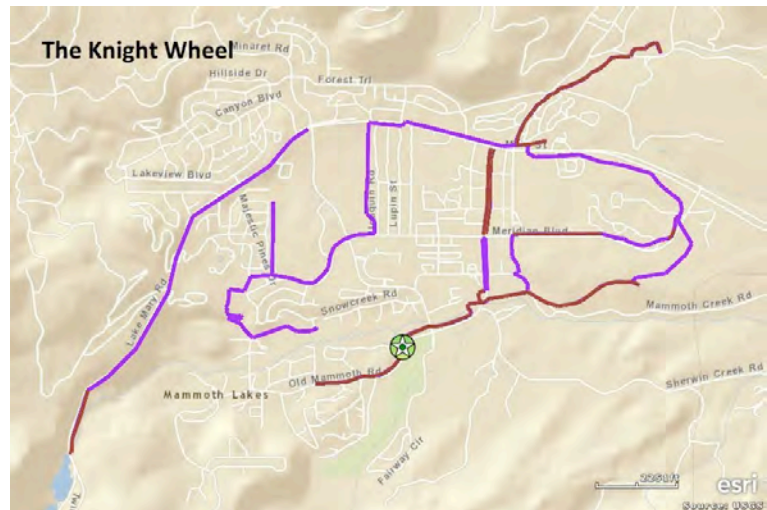 The Knight Wheel
Minaret Rd
Hillside Dr
Forest Trl
Canyon Blvd
Lakeview Blvd
Lupin St
Majestic Pines Dr
Meridian Blvd
Lake Mary Rd
Snowcreek Rd
Mammoth Creek Rd
Old Mammoth Rd
Sherwin Creek Rd
Mammoth Lakes
Fairway Cir
esri
Source: USGS